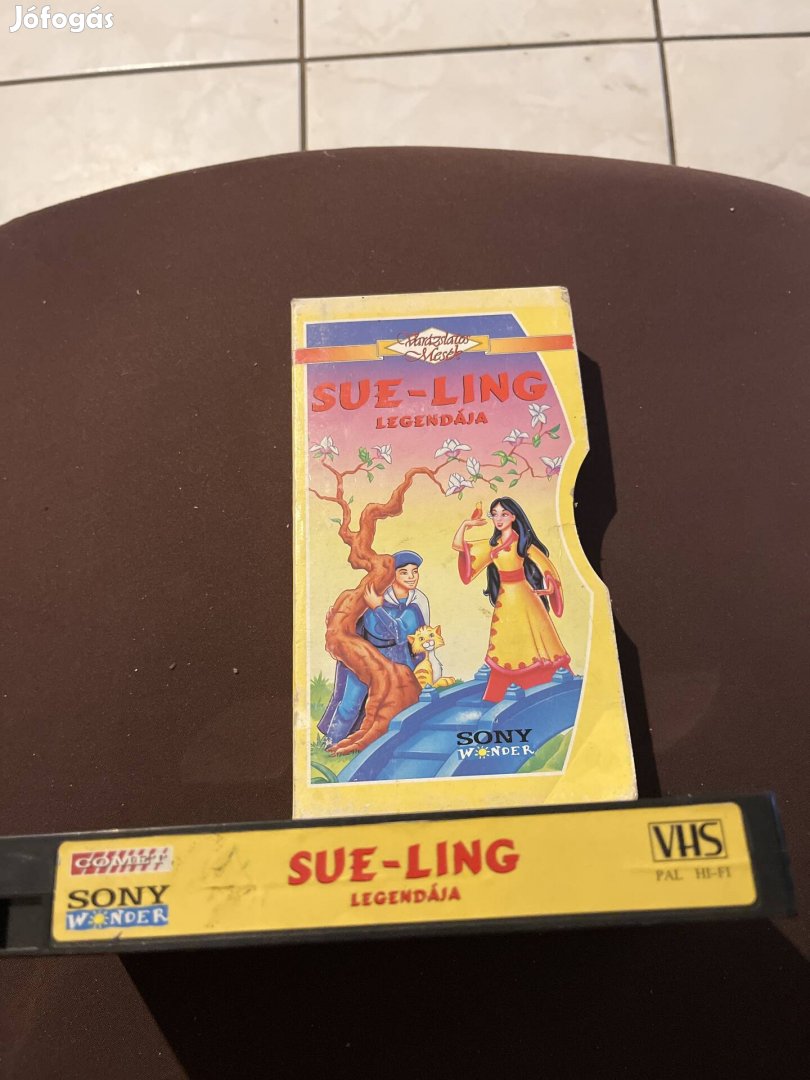 Jófogás
Varázslatos
Mesék
SUE-LING
LEGENDÁJA
SONY
WONDER
COMET
SONY
WONDER
SUE-LING
LEGENDÁJA
VHS
PAL HI-FI